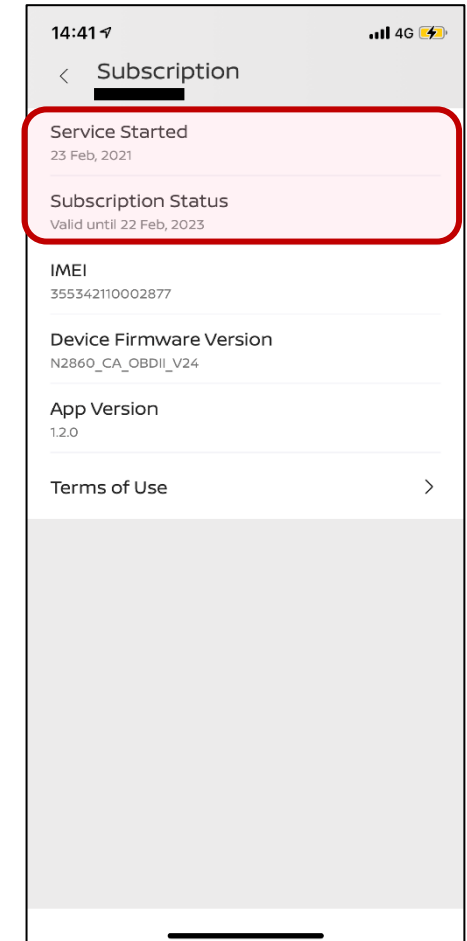 14:41 4G
Subscription
Service Started
23 Feb, 2021
Subscription Status
Valid until 22 Feb, 2023
IMEI
355342110002877
Device Firmware Version
N2860_CA_OBDII_V24
App Version
1.2.0
Terms of Use